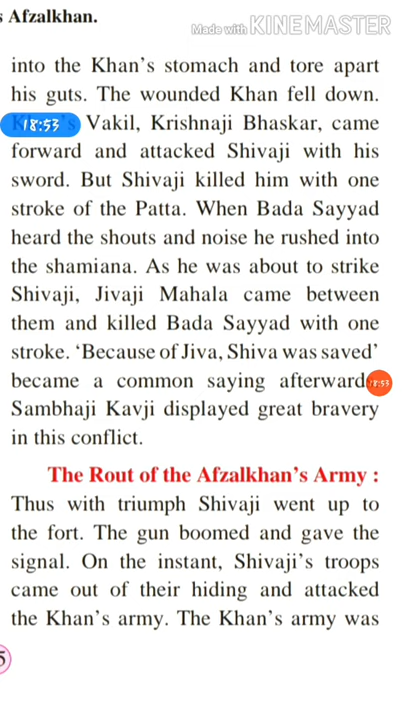 s Afzalkhan.
Made with KINEMASTER
into the Khan's stomach and tore apart
his guts. The wounded Khan fell down.
18:53 Vakil, Krishnaji Bhaskar, came
forward and attacked Shivaji with his
sword. But Shivaji killed him with one
stroke of the Patta. When Bada Sayyad
heard the shouts and noise he rushed into
the shamiana. As he was about to strike
Shivaji, Jivaji Mahala came between
them and killed Bada Sayyad with one
stroke. ‘Because of Jiva, Shiva was saved’
became a common saying afterward 18:53
Sambhaji Kavji displayed great bravery
in this conflict.
The Rout of the Afzalkhan's Army :
Thus with triumph Shivaji went up to
the fort. The gun boomed and gave the
signal. On the instant, Shivaji's troops
came out of their hiding and attacked
the Khan's army. The Khan's army was
5